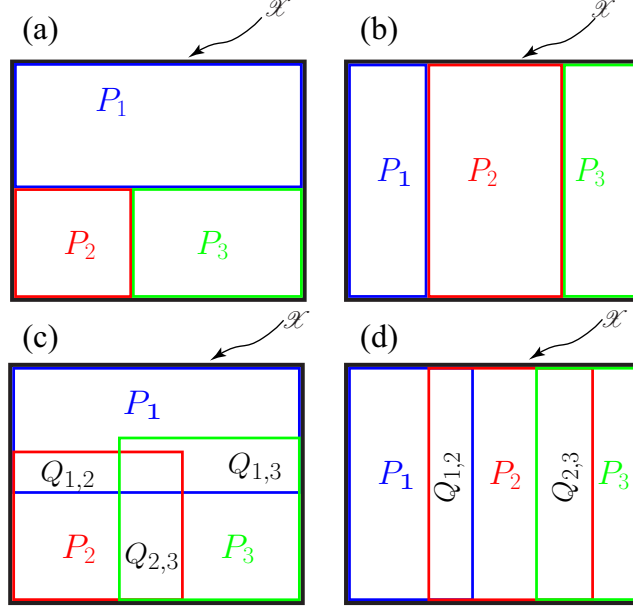 (a)
𝒳
P₁
P₂
P₃
(b)
𝒳
P₁
P₂
P₃
(c)
𝒳
P₁
Q₁,₂
Q₁,₃
P₂
Q₂,₃
P₃
(d)
𝒳
P₁
Q₁,₂
P₂
Q₂,₃
P₃